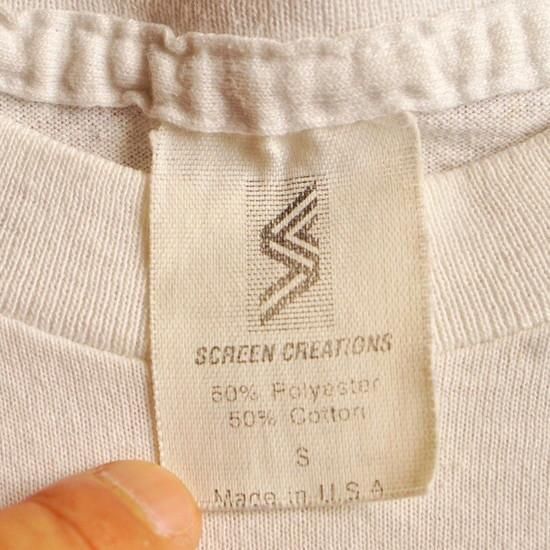 SCREEN CREATIONS
50% Polyester
50% Cotton
S
Made in U.S.A